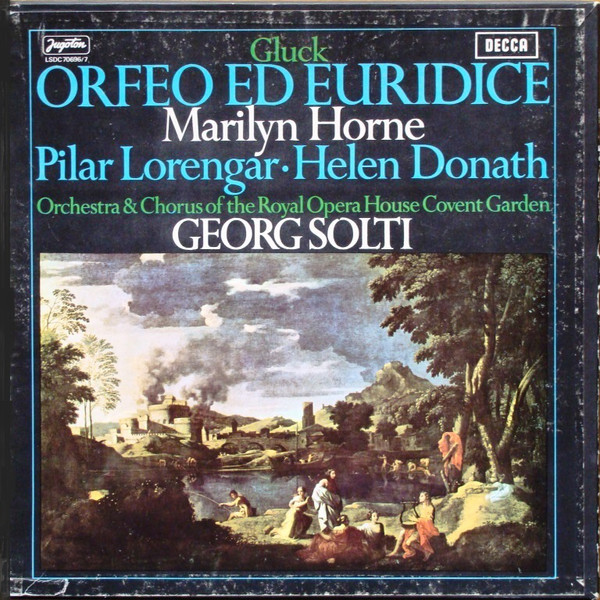 Jugoton
LSDC 70696/7
DECCA
Gluck
ORFEO ED EURIDICE
Marilyn Horne
Pilar Lorengar · Helen Donath
Orchestra & Chorus of the Royal Opera House Covent Garden
GEORG SOLTI